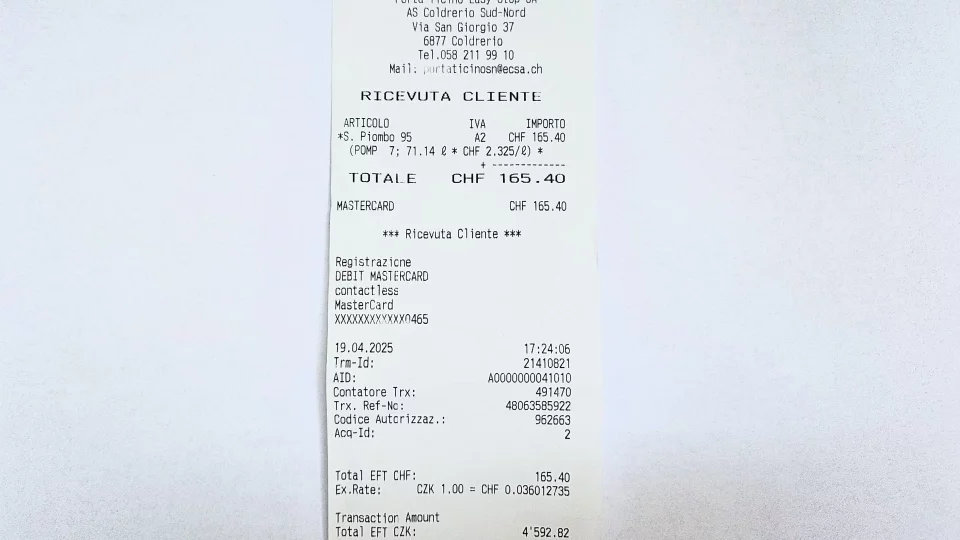 AS Coldrerio Sud-Nord
Via San Giorgio 37
6877 Coldrerio
Tel.058 211 99 10
Mail: portaticinosn@ecsa.ch
RICEVUTA CLIENTE
ARTICOLO IVA IMPORTO
*S. Piombo 95 A2 CHF 165.40
(POMP 7; 71.14 ℓ * CHF 2.325/ℓ) *
+ -------------
TOTALE CHF 165.40
MASTERCARD CHF 165.40
*** Ricevuta Cliente ***
Registrazione
DEBIT MASTERCARD
contactless
MasterCard
XXXXXXXXXXXX0465
19.04.2025 17:24:06
Trm-Id: 21410821
AID: A0000000041010
Contatore Trx: 491470
Trx. Ref-No: 48063585922
Codice Autorizzaz.: 962663
Acq-Id: 2
Total EFT CHF: 165.40
Ex.Rate: CZK 1.00 = CHF 0.036012735
Transaction Amount
Total EFT CZK: 4'592.82